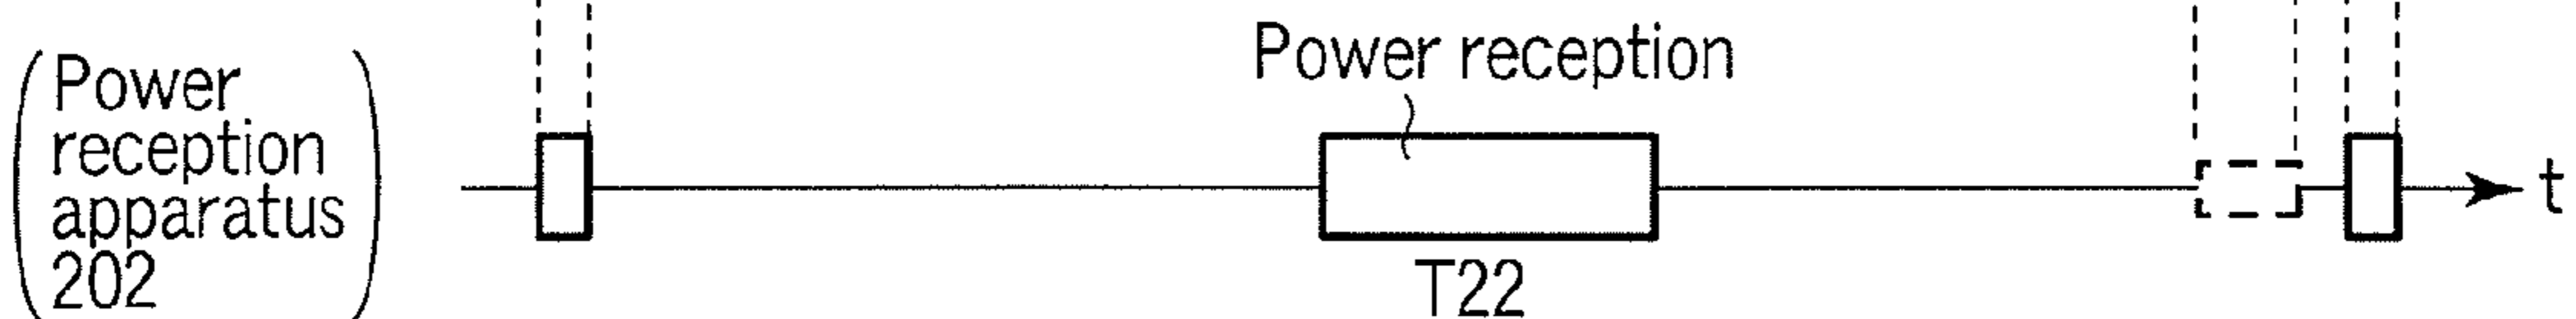 Power reception
Power
reception
apparatus
202
t
T22